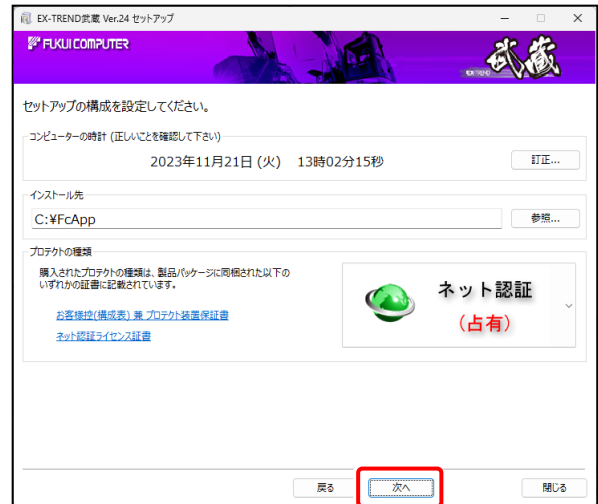 EX-TREND武蔵 Ver.24 セットアップ
FUKUI COMPUTER
EX-TREND 武蔵
セットアップの構成を設定してください。
コンピューターの時計 (正しいことを確認して下さい)
2023年11月21日 (火) 13時02分15秒
訂正...
インストール先
C:¥FcApp
参照...
プロテクトの種類
購入されたプロテクトの種類は、製品パッケージに同梱された以下の
いずれかの証書に記載されています。
お客様控(構成表) 兼 プロテクト装置保証書
ネット認証ライセンス証書
ネット認証
(占有)
戻る
次へ
閉じる